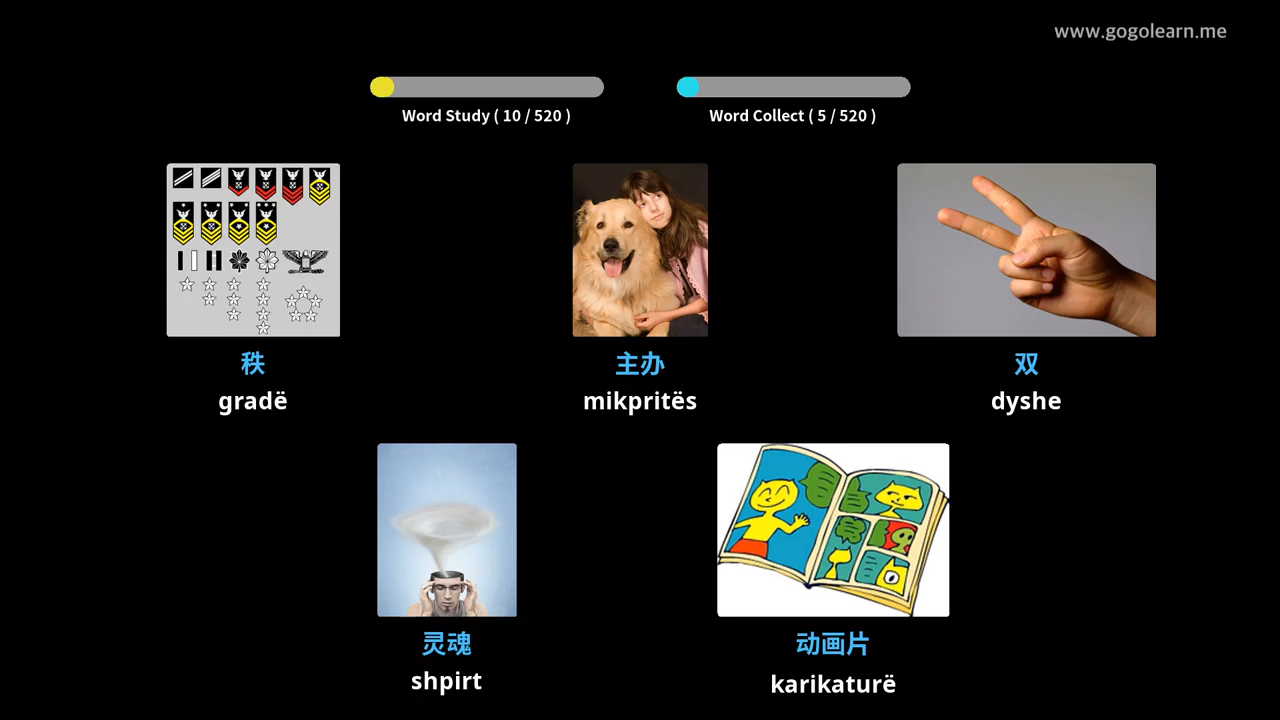 www.gogolearn.me
Word Study ( 10 / 520 )
Word Collect ( 5 / 520 )
秩
gradë
主办
mikpritës
双
dyshe
灵魂
shpirt
动画片
karikaturë